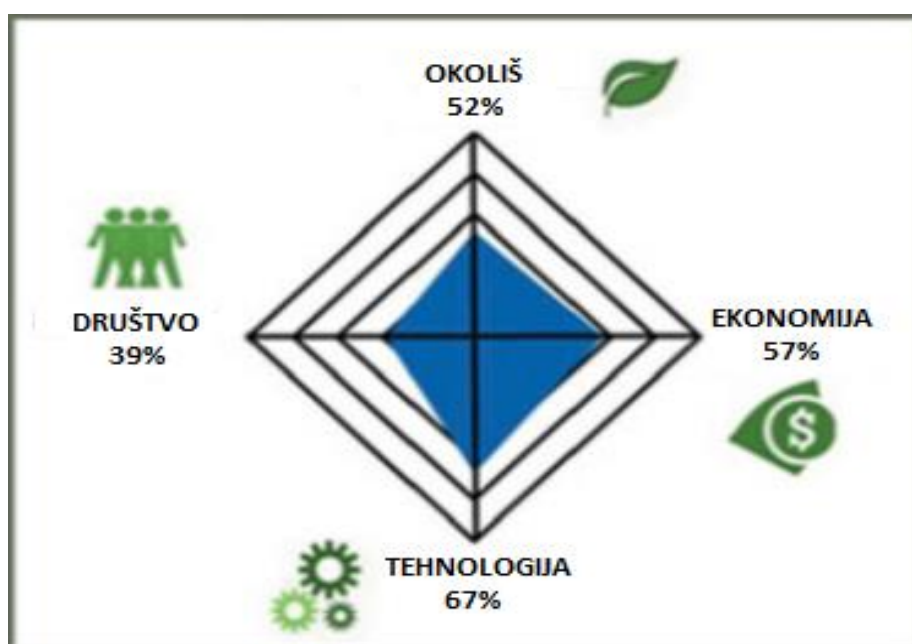 OKOLIŠ
52%
DRUŠTVO
39%
EKONOMIJA
57%
$
TEHNOLOGIJA
67%